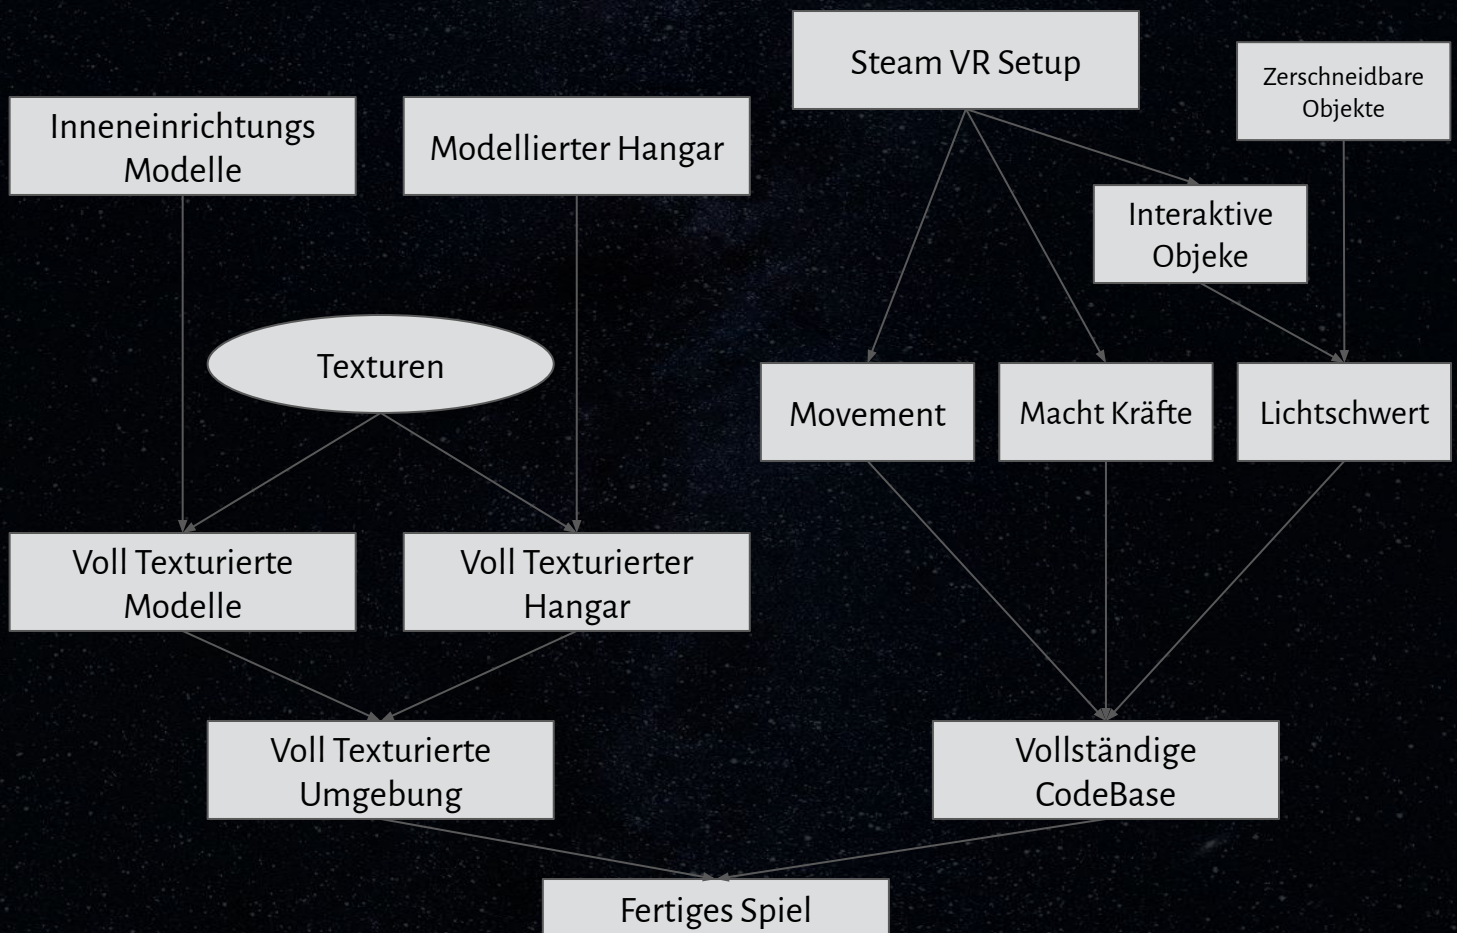 Steam VR Setup
Zerschneidbare
Objekte
Inneneinrichtungs
Modelle
Modellierter Hangar
Interaktive
Objeke
Texturen
Movement
Macht Kräfte
Lichtschwert
Voll Texturierte
Modelle
Voll Texturierter
Hangar
Voll Texturierte
Umgebung
Vollständige
CodeBase
Fertiges Spiel